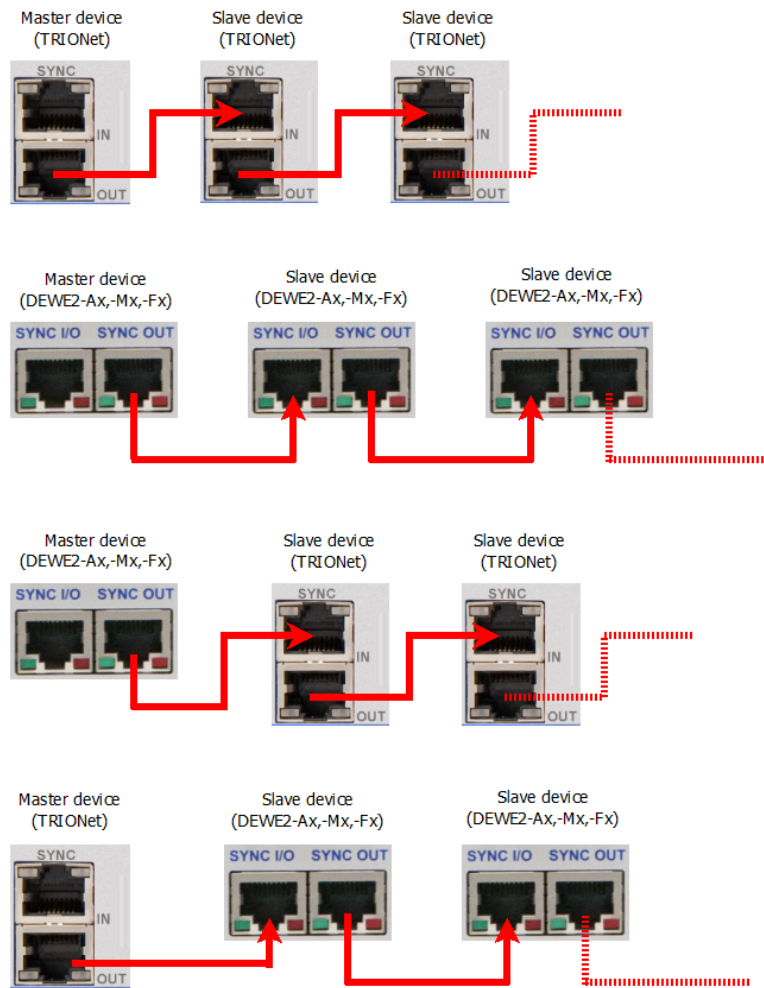 Master device
(TRIONet)
Slave device
(TRIONet)
Slave device
(TRIONet)
SYNC
IN
OUT
SYNC
IN
OUT
SYNC
IN
OUT
Master device
(DEWE2-Ax,-Mx,-Fx)
Slave device
(DEWE2-Ax,-Mx,-Fx)
Slave device
(DEWE2-Ax,-Mx,-Fx)
SYNC I/O SYNC OUT
SYNC I/O SYNC OUT
SYNC I/O SYNC OUT
Master device
(DEWE2-Ax,-Mx,-Fx)
Slave device
(TRIONet)
Slave device
(TRIONet)
SYNC I/O SYNC OUT
SYNC
IN
OUT
SYNC
IN
OUT
Master device
(TRIONet)
Slave device
(DEWE2-Ax,-Mx,-Fx)
Slave device
(DEWE2-Ax,-Mx,-Fx)
SYNC
IN
OUT
SYNC I/O SYNC OUT
SYNC I/O SYNC OUT